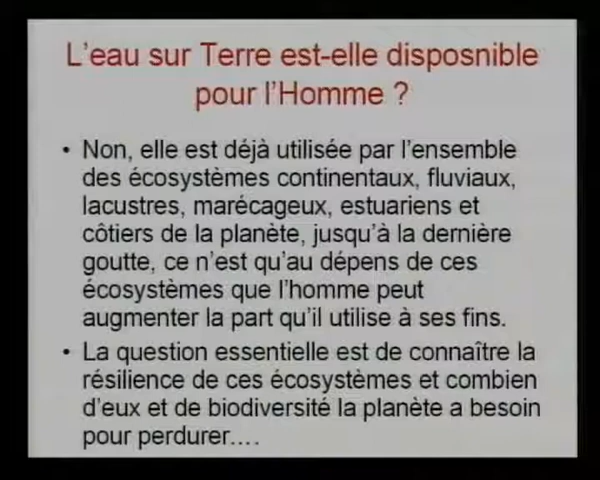 L'eau sur Terre est-elle disposnible
pour l'Homme ?
• Non, elle est déjà utilisée par l'ensemble
des écosystèmes continentaux, fluviaux,
lacustres, marécageux, estuariens et
côtiers de la planète, jusqu'à la dernière
goutte, ce n'est qu'au dépens de ces
écosystèmes que l'homme peut
augmenter la part qu'il utilise à ses fins.
• La question essentielle est de connaître la
résilience de ces écosystèmes et combien
d'eux et de biodiversité la planète a besoin
pour perdurer….